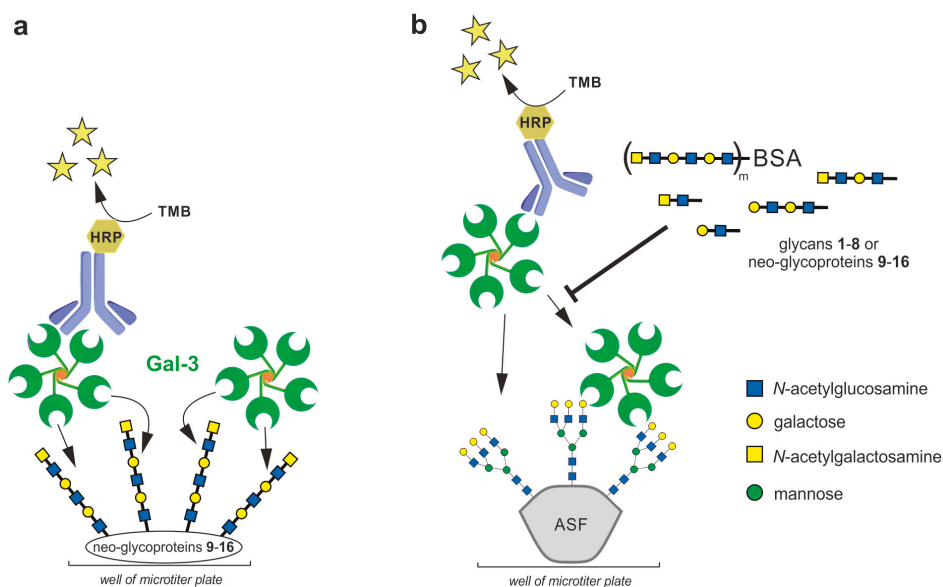 a
TMB
HRP
Gal-3
neo-glycoproteins 9-16
well of microtiter plate
b
TMB
HRP
( )m BSA
glycans 1-8 or
neo-glycoproteins 9-16
ASF
well of microtiter plate
N-acetylglucosamine
galactose
N-acetylgalactosamine
mannose